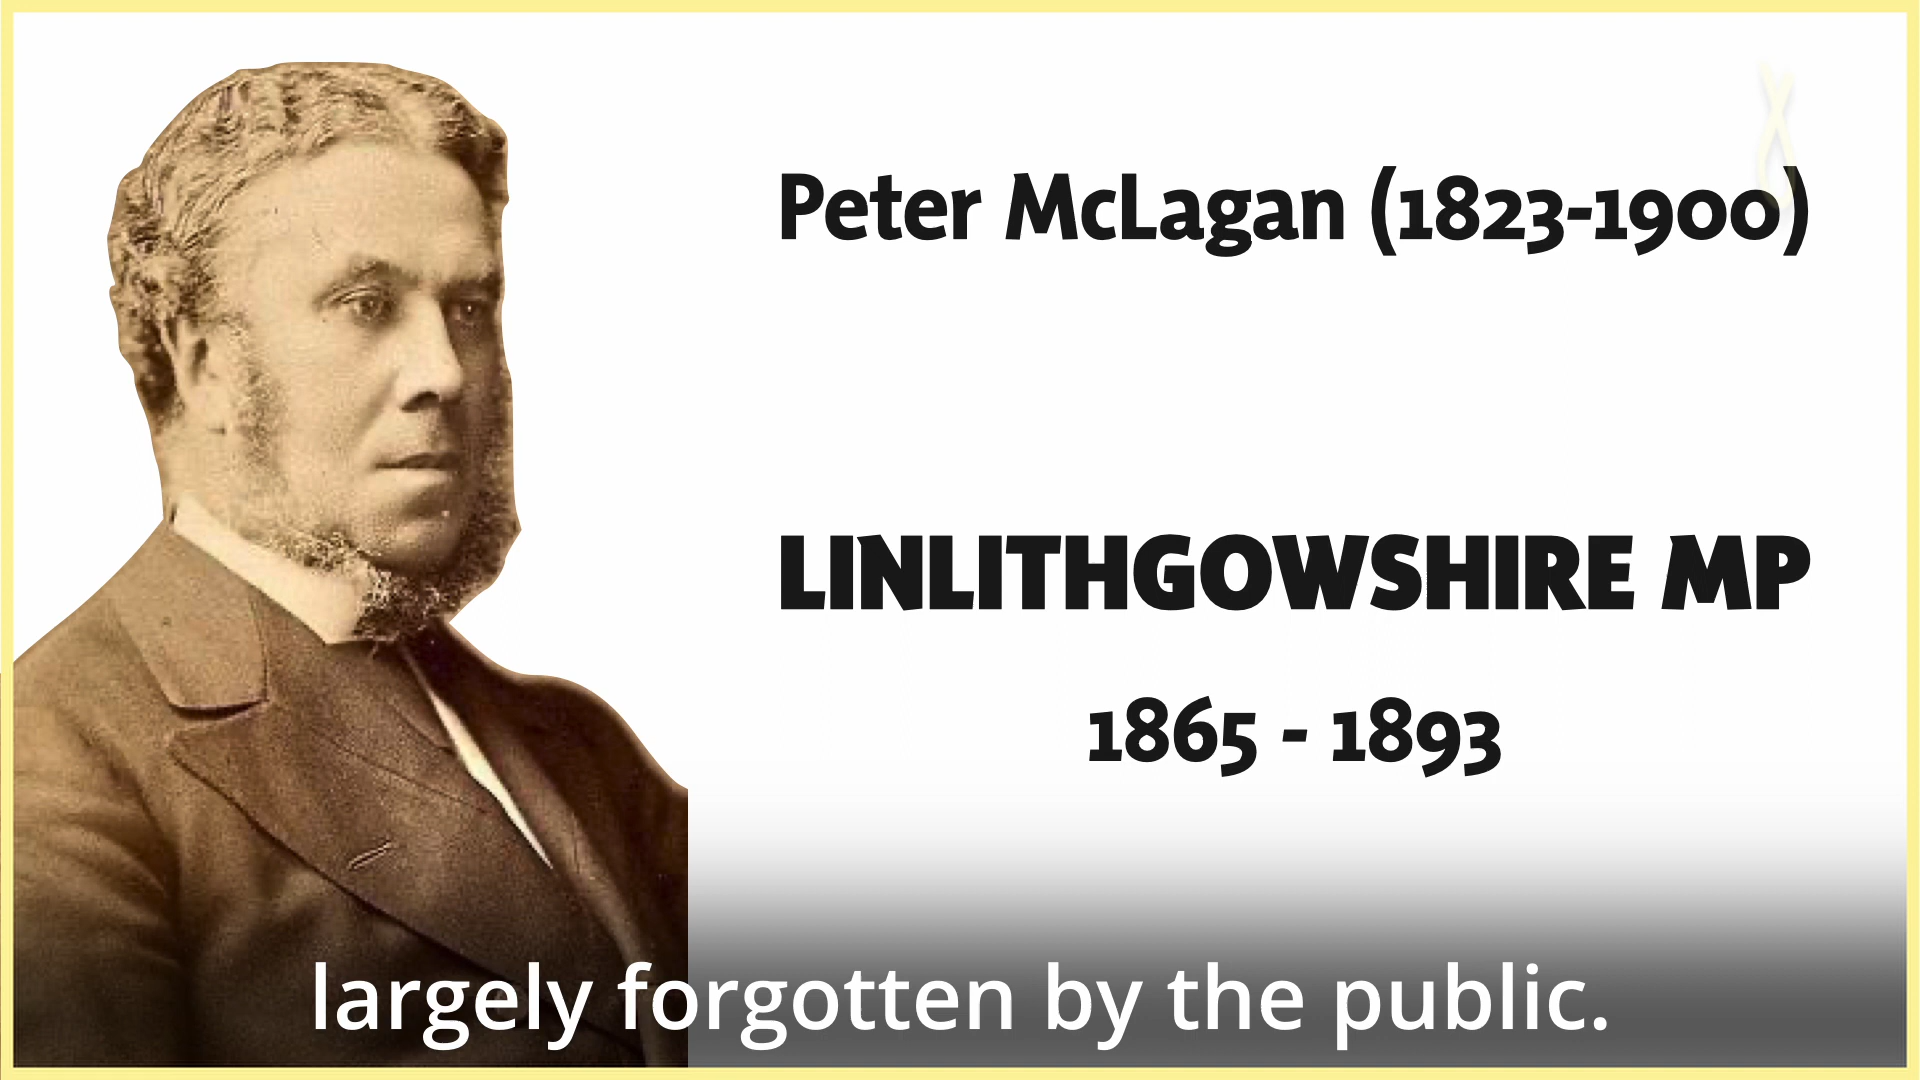 Peter McLagan (1823-1900)
LINLITHGOWSHIRE MP
1865 - 1893
largely forgotten by the public.